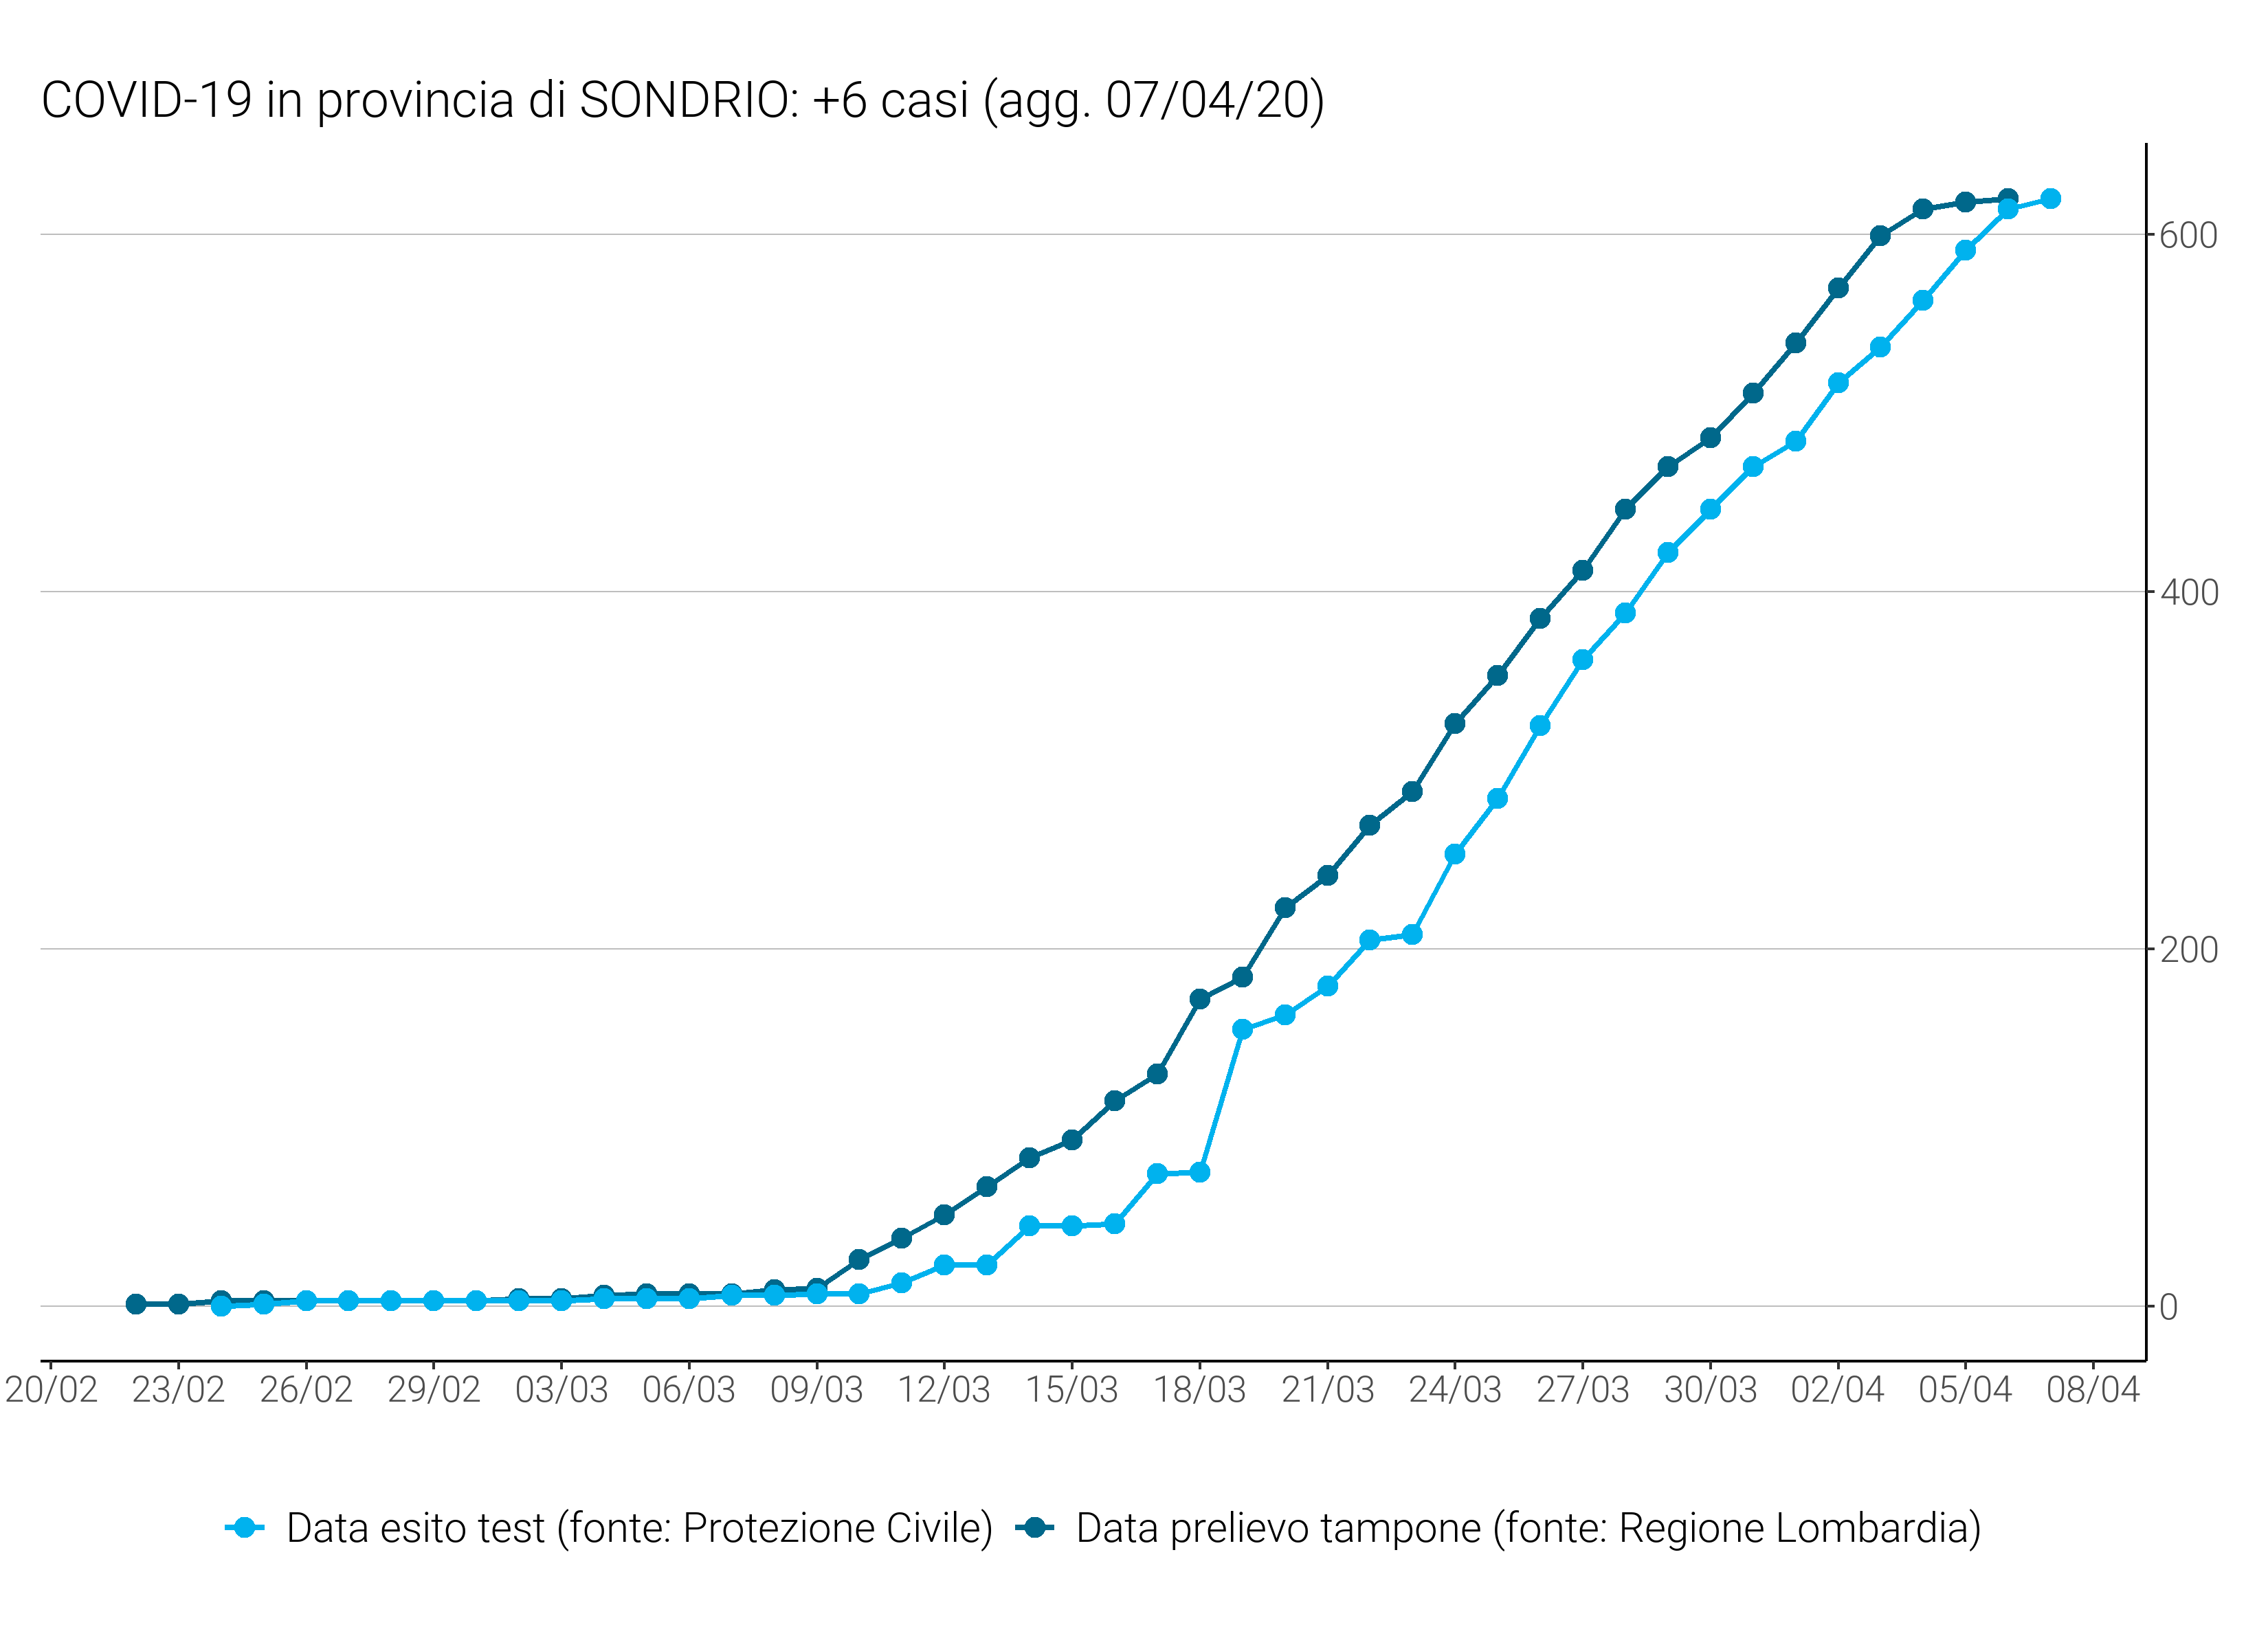 COVID-19 in provincia di SONDRIO: +6 casi (agg. 07/04/20)
600
400
200
0
20/02 23/02 26/02 29/02 03/03 06/03 09/03 12/03 15/03 18/03 21/03 24/03 27/03 30/03 02/04 05/04 08/04
Data esito test (fonte: Protezione Civile) Data prelievo tampone (fonte: Regione Lombardia)